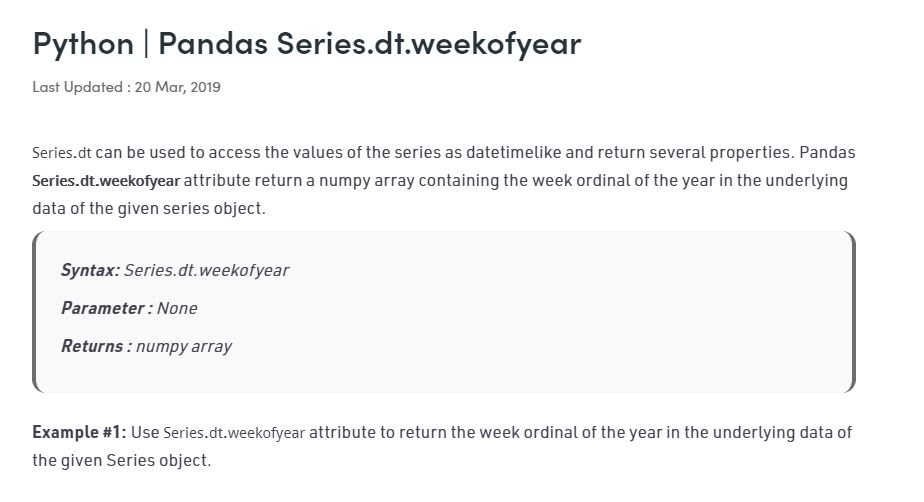 Python | Pandas Series.dt.weekofyear
Last Updated : 20 Mar, 2019
Series.dt can be used to access the values of the series as datetimelike and return several properties. Pandas
Series.dt.weekofyear attribute return a numpy array containing the week ordinal of the year in the underlying
data of the given series object.
Syntax: Series.dt.weekofyear
Parameter : None
Returns : numpy array
Example #1: Use Series.dt.weekofyear attribute to return the week ordinal of the year in the underlying data of
the given Series object.